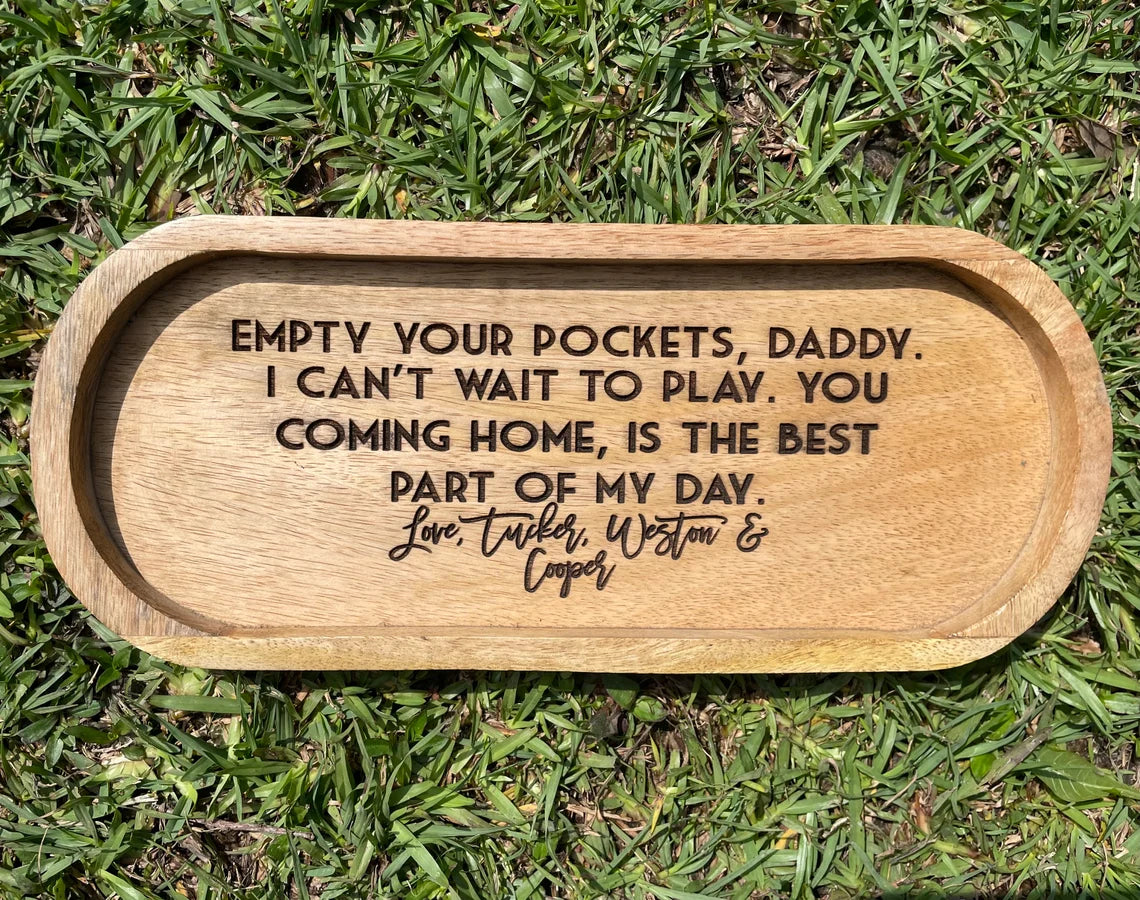 EMPTY YOUR POCKETS, DADDY.
I CAN'T WAIT TO PLAY. YOU
COMING HOME, IS THE BEST
PART OF MY DAY.
Love, Tucker, Weston &
Cooper